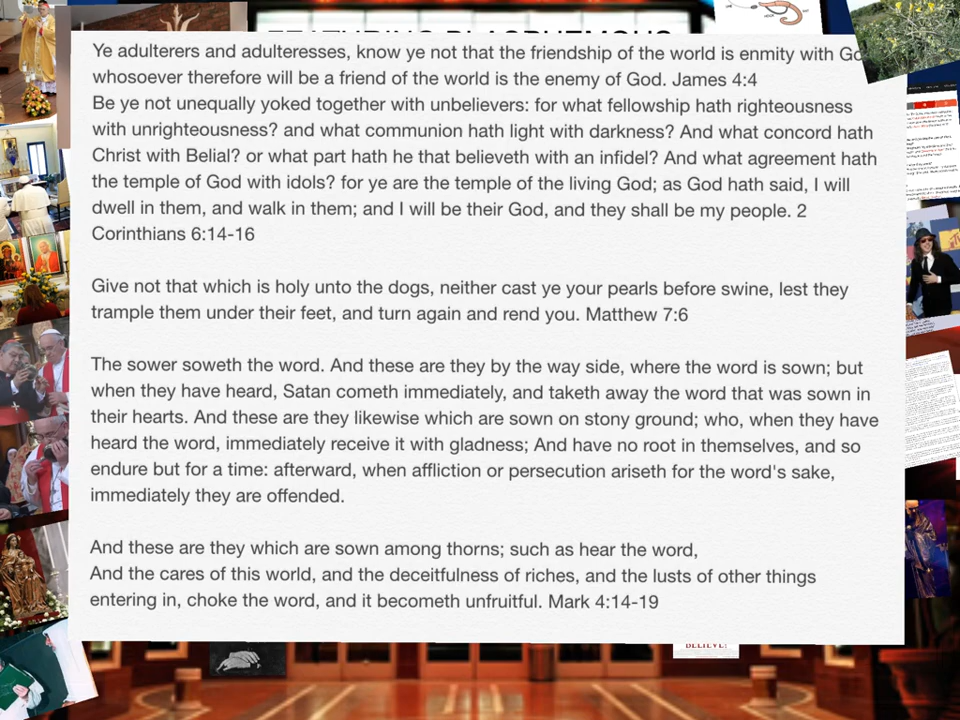 FEATURING BLASPHEMOUS
Ye adulterers and adulteresses, know ye not that the friendship of the world is enmity with
whosoever therefore will be a friend of the world is the enemy of God. James 4:4
Be ye not unequally yoked together with unbelievers: for what fellowship hath righteousness
with unrighteousness? and what communion hath light with darkness? And what concord hath
Christ with Belial? or what part hath he that believeth with an infidel? And what agreement hath
the temple of God with idols? for ye are the temple of the living God; as God hath said, I will
dwell in them, and walk in them; and I will be their God, and they shall be my people. 2
Corinthians 6:14-16
Give not that which is holy unto the dogs, neither cast ye your pearls before swine, lest they
trample them under their feet, and turn again and rend you. Matthew 7:6
The sower soweth the word. And these are they by the way side, where the word is sown; but
when they have heard, Satan cometh immediately, and taketh away the word that was sown in
their hearts. And these are they likewise which are sown on stony ground; who, when they have
heard the word, immediately receive it with gladness; And have no root in themselves, and so
endure but for a time: afterward, when affliction or persecution ariseth for the word's sake,
immediately they are offended.
And these are they which are sown among thorns; such as hear the word,
And the cares of this world, and the deceitfulness of riches, and the lusts of other things
entering in, choke the word, and it becometh unfruitful. Mark 4:14-19
BELIEVE!